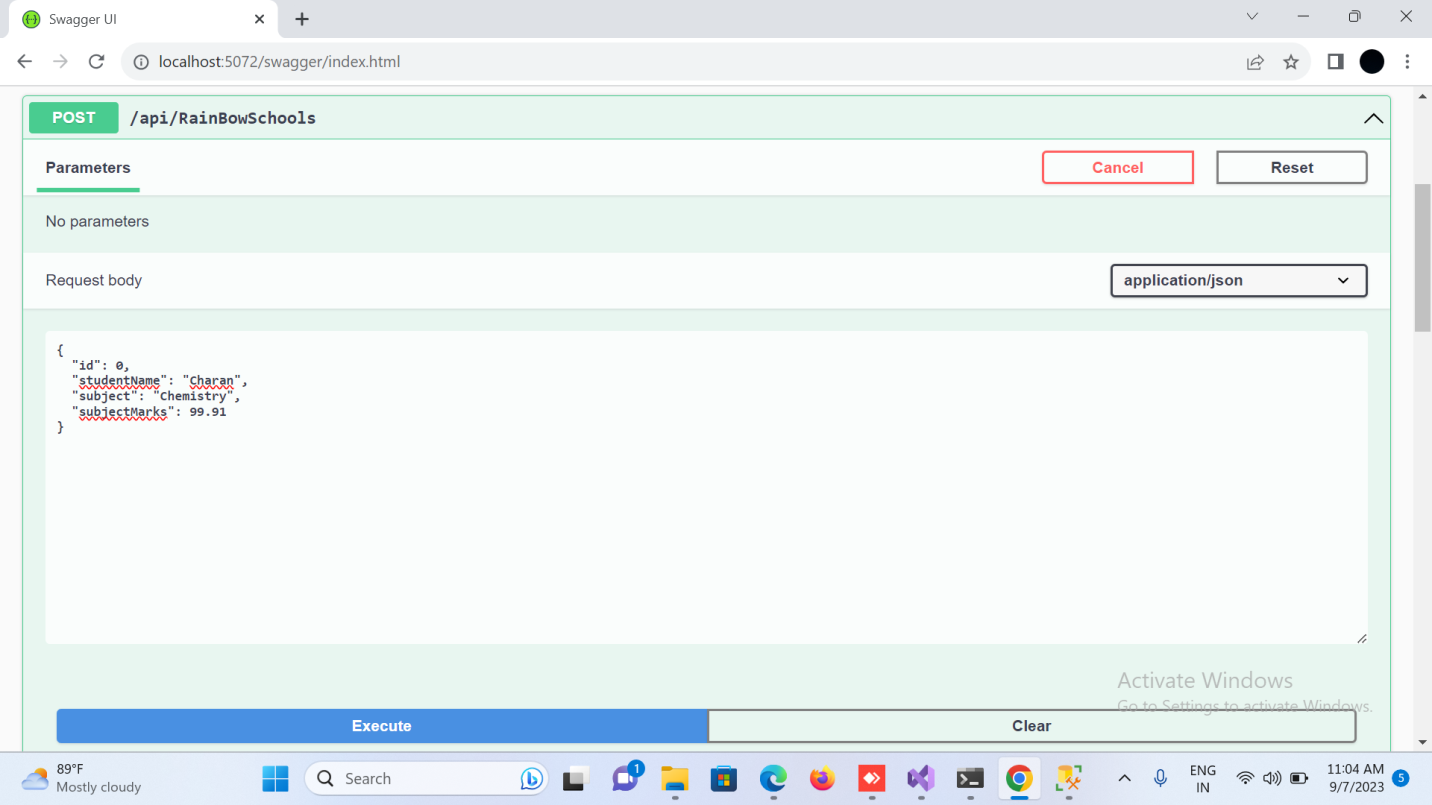 Swagger UI
localhost:5072/swagger/index.html
POST /api/RainBowSchools
Parameters
Cancel
Reset
No parameters
Request body
application/json
{
"id": 0,
"studentName": "Charan",
"subject": "Chemistry",
"subjectMarks": 99.91
}
Activate Windows
Go to Settings to activate Windows.
Execute
Clear
89°F
Mostly cloudy
Search
1
ENG
IN
11:04 AM
9/7/2023
5